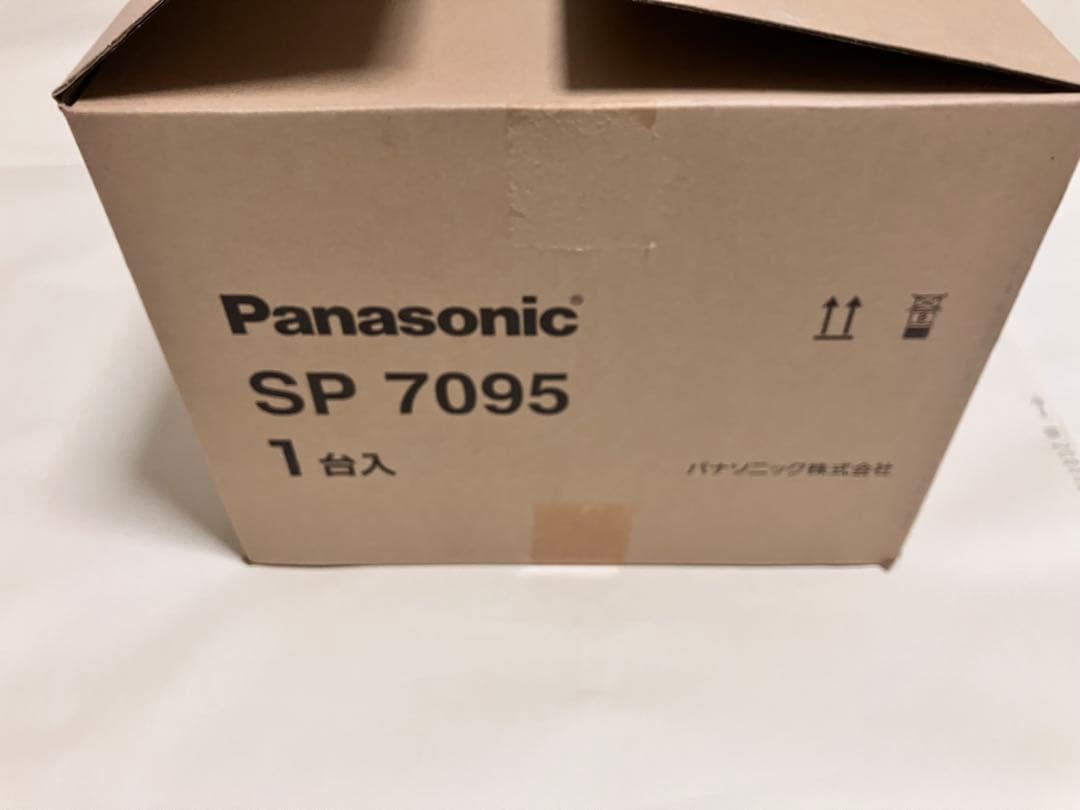 Panasonic®
SP 7095
1台入
パナソニック株式会社